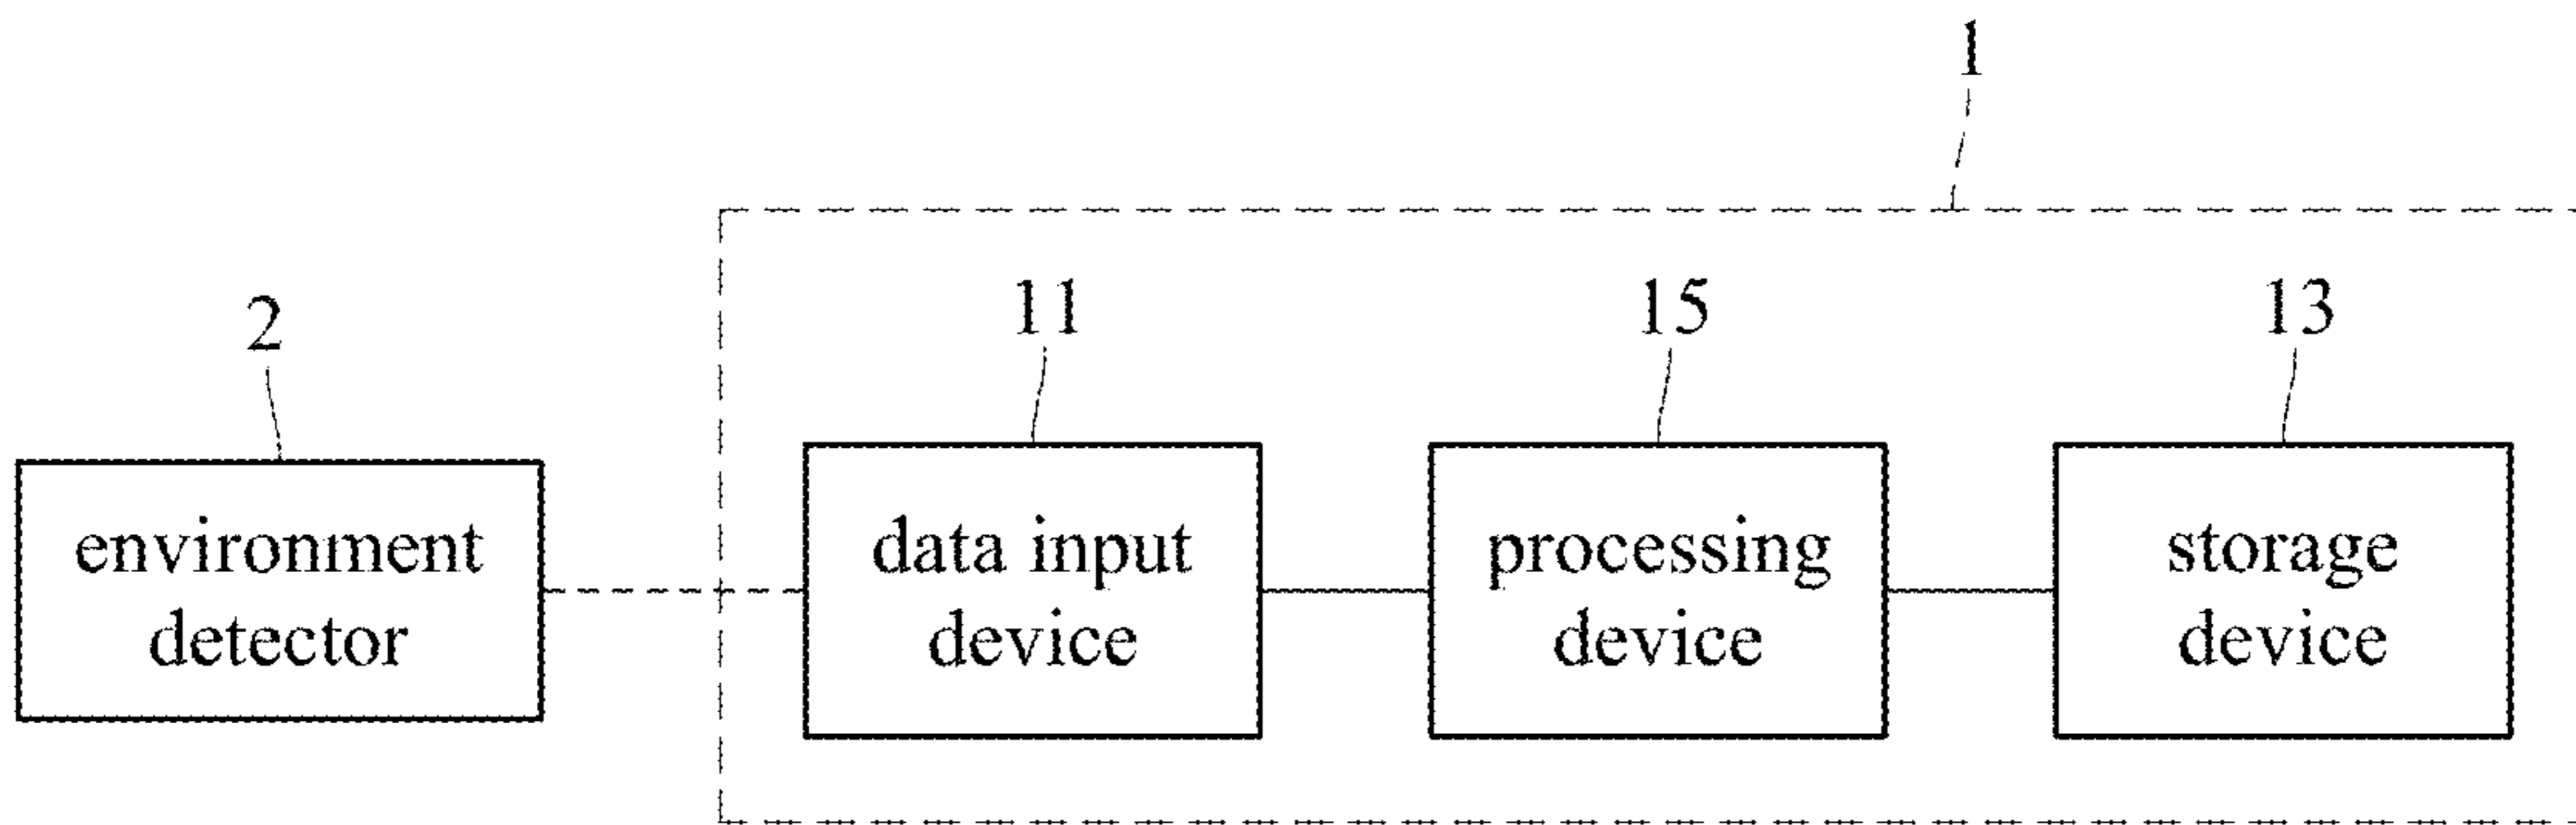 1
2
11
15
13
environment
detector
data input
device
processing
device
storage
device